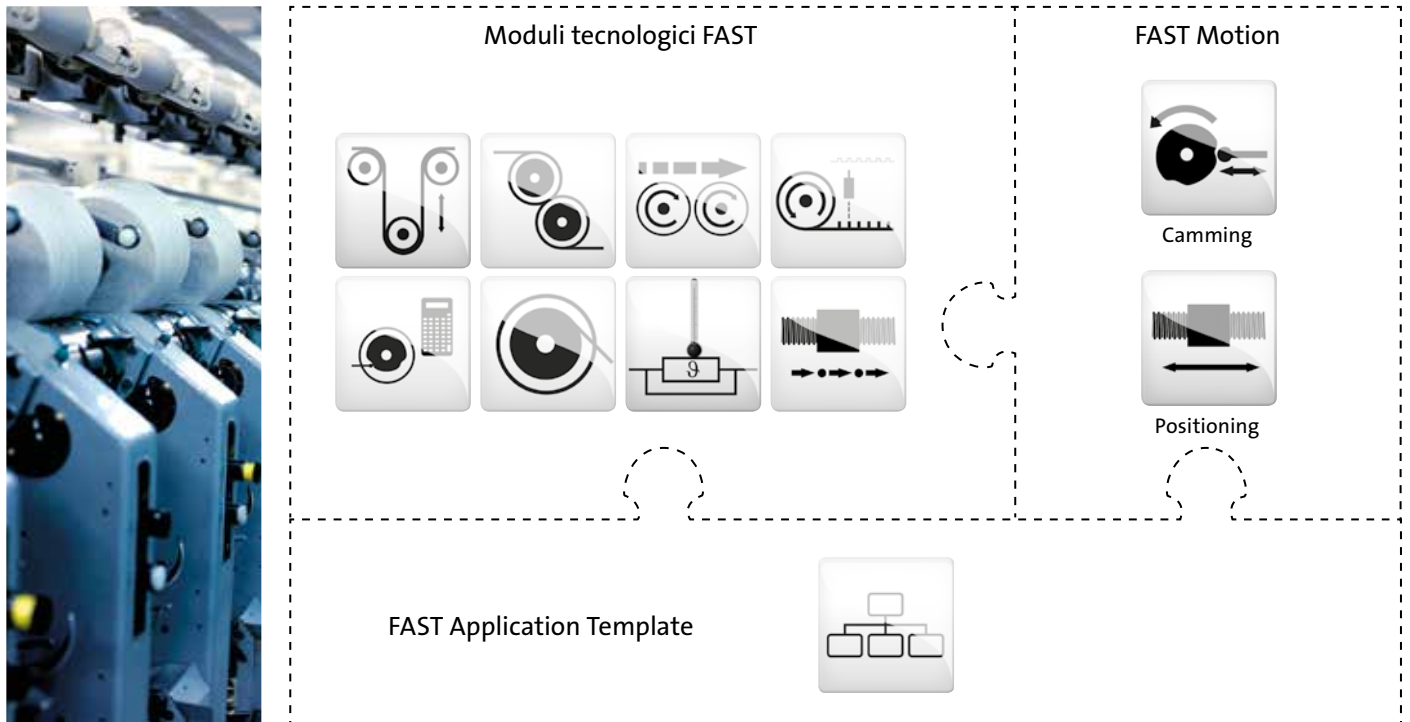 Moduli tecnologici FAST
FAST Motion
Camming
ϑ
Positioning
FAST Application Template